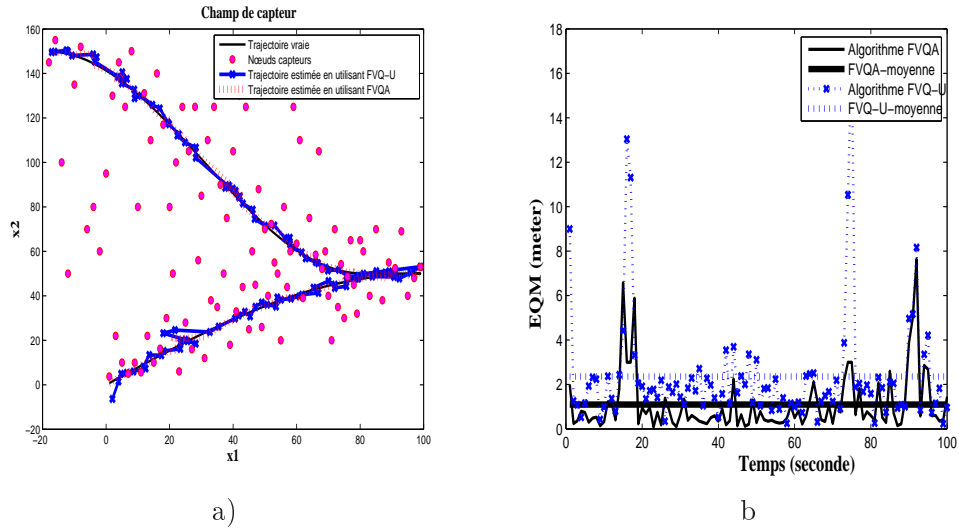 Champ de capteur
160
140
120
100
80
60
40
20
0
−20
−20
0
20
40
60
80
100
x1
x2
Trajectoire vraie
Nœuds capteurs
Trajectoire estimée en utilisant FVQ−U
Trajectoire estimée en utilisant FVQA
a)
18
16
14
12
10
8
6
4
2
0
0
20
40
60
80
100
Temps (seconde)
EQM (meter)
Algorithme FVQA
FVQA−moyenne
Algorithme FVQ−U
FVQ−U−moyenne
b